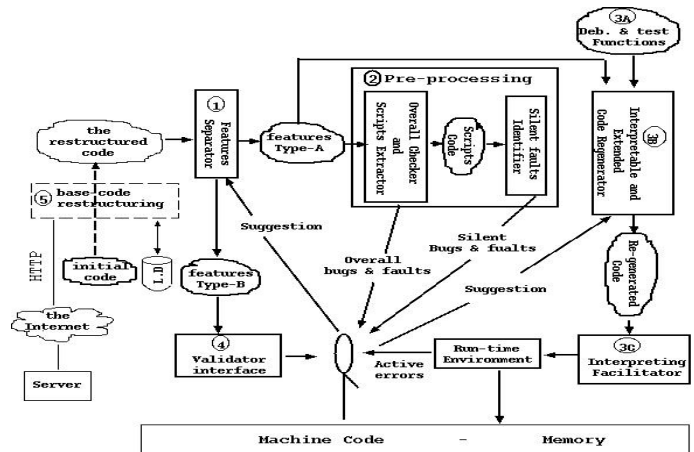 3A
Deb. & test
Functions
2 Pre-processing
1
Features
Separator
the
restructured
code
features
Type-A
Overall Checker
and
Scripts Extractor
Scripts
Code
Silent faults
Identifier
3B
Interpretable and
Extended
Code Regenerator
5 base-code
restructuring
HTTP
initial
code
L.D
Suggestion
Overall
bugs & faults
Silent
Bugs & fualts
Suggestion
features
Type-B
Re-generated
Code
the
Internet
Server
4
Validator
interface
Active
errors
Run-time
Environment
3C
Interpreting
Facilitator
Machine Code - Memory